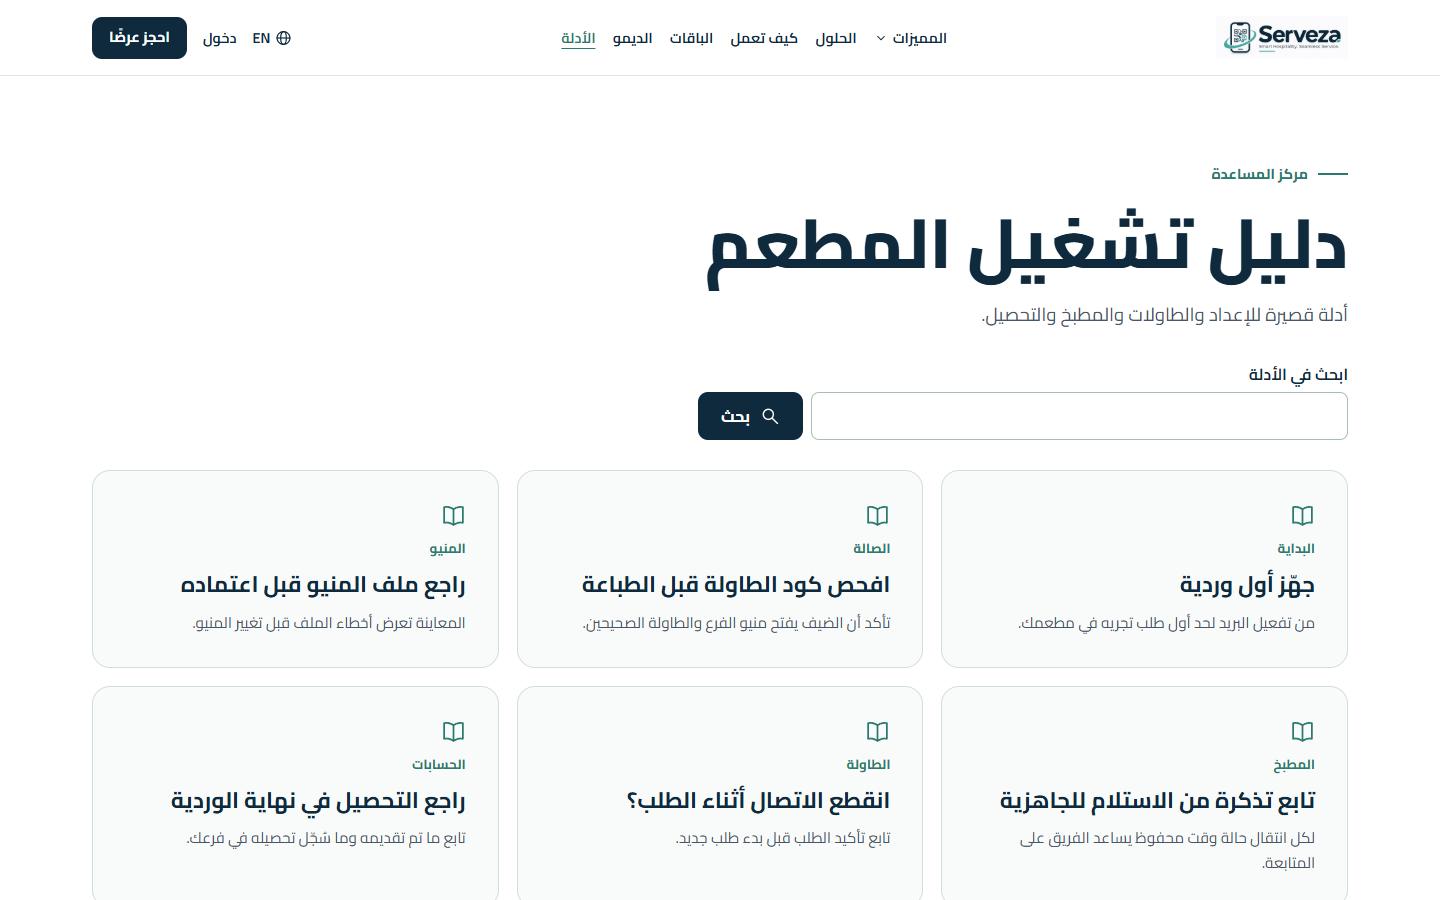 Serveza
Smart Hospitality. Seamless Service.
المميزات
الحلول
كيف تعمل
الباقات
الديمو
الأدلة
EN
دخول
احجز عرضًا
مركز المساعدة
دليل تشغيل المطعم
أدلة قصيرة للإعداد والطاولات والمطبخ والتحصيل.
ابحث في الأدلة
بحث
البداية
جهّز أول وردية
من تفعيل البريد لحد أول طلب تجريه في مطعمك.
الصالة
افحص كود الطاولة قبل الطباعة
تأكد أن الضيف يفتح منيو الفرع والطاولة الصحيحين.
المنيو
راجع ملف المنيو قبل اعتماده
المعاينة تعرض أخطاء الملف قبل تغيير المنيو.
المطبخ
تابع تذكرة من الاستلام للجاهزية
لكل انتقال حالة وقت محفوظ يساعد الفريق على
المتابعة.
الطاولة
انقطع الاتصال أثناء الطلب؟
تابع تأكيد الطلب قبل بدء طلب جديد.
الحسابات
راجع التحصيل في نهاية الوردية
تابع ما تم تقديمه وما سُجّل تحصيله في فرعك.